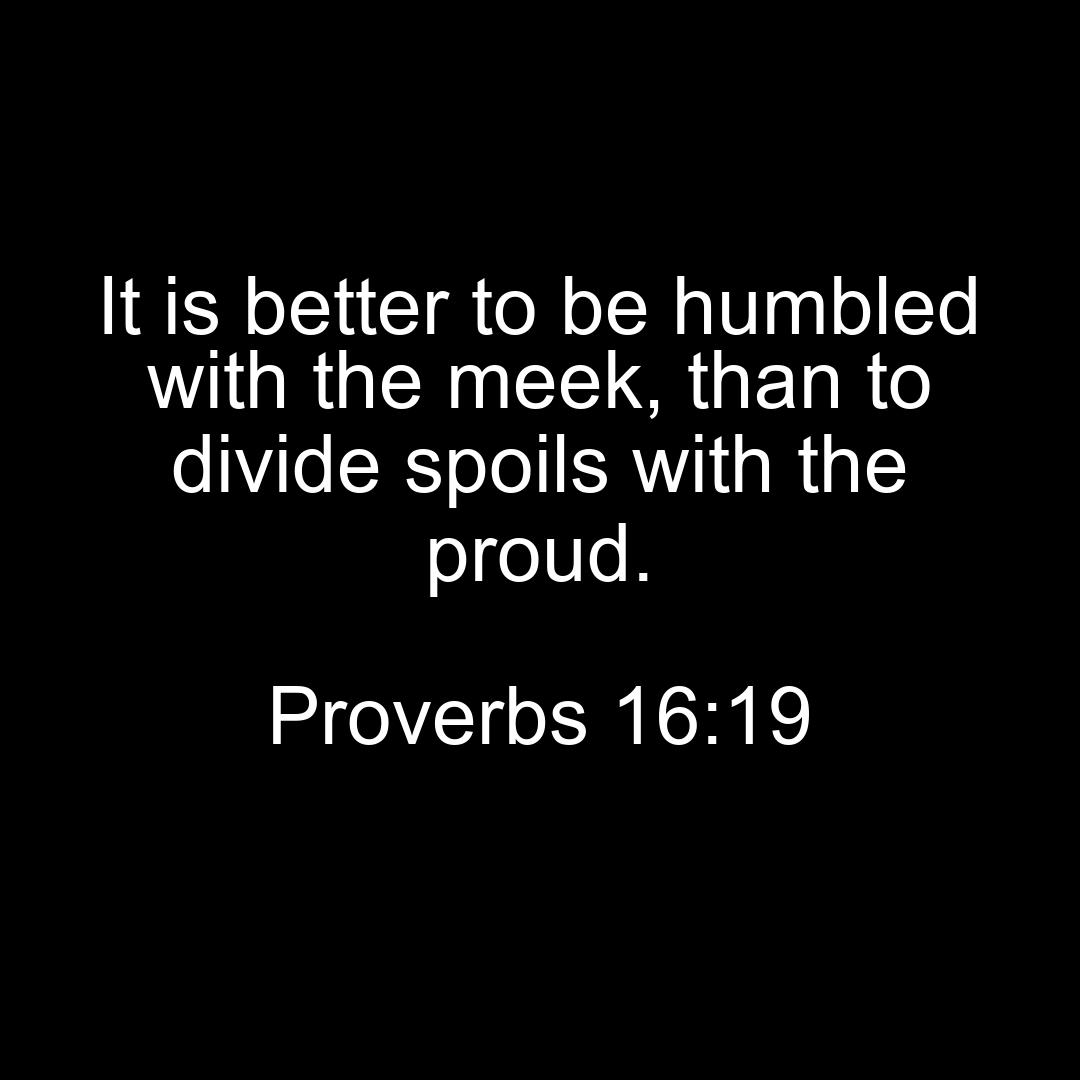 It is better to be humbled
with the meek, than to
divide spoils with the
proud.
Proverbs 16:19